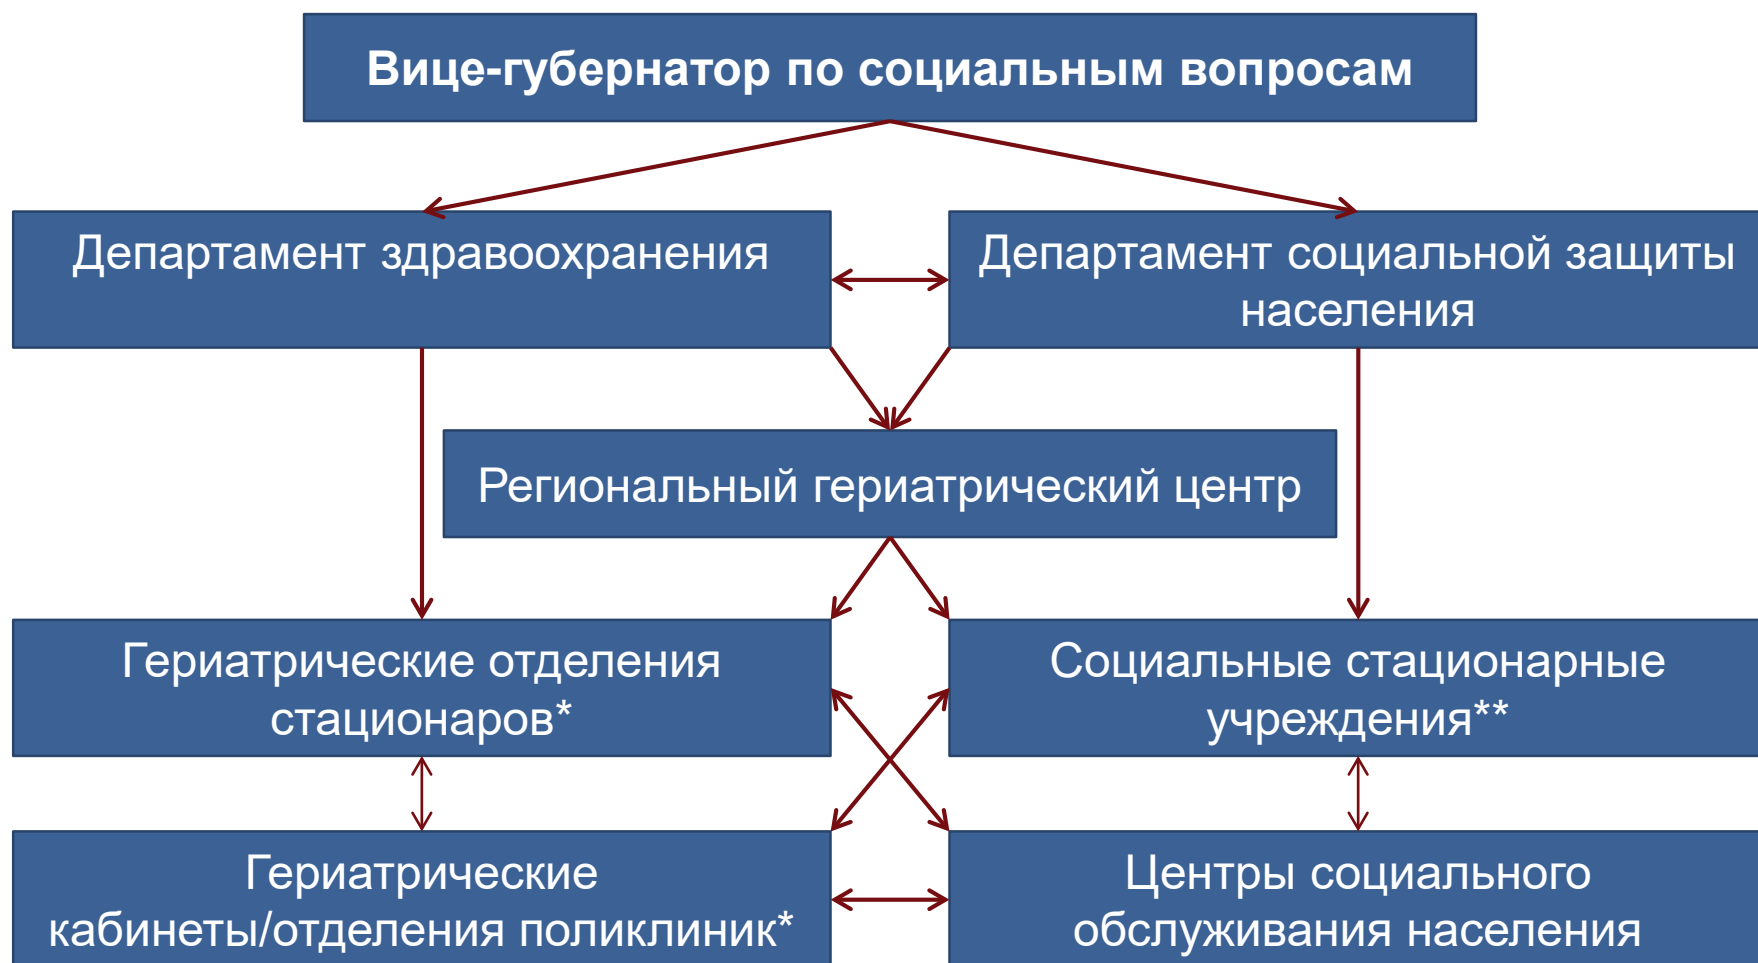 Вице-губернатор по социальным вопросам
Департамент здравоохранения
Департамент социальной защиты
населения
Региональный гериатрический центр
Гериатрические отделения
стационаров*
Социальные стационарные
учреждения**
Гериатрические
кабинеты/отделения поликлиник*
Центры социального
обслуживания населения